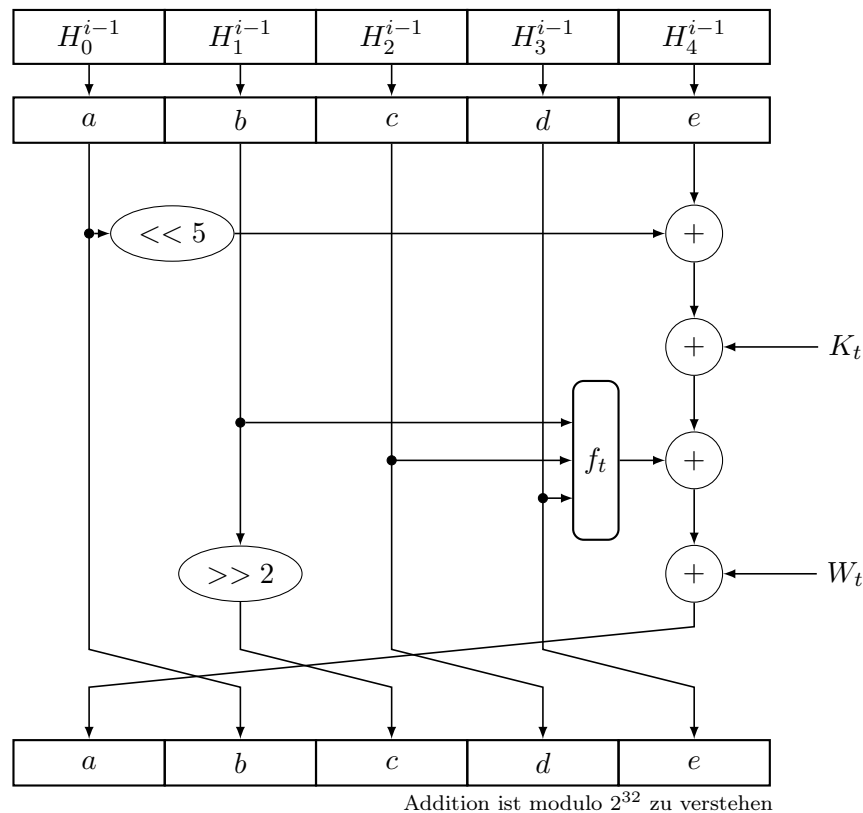 $H_0^{i-1}$ $H_1^{i-1}$ $H_2^{i-1}$ $H_3^{i-1}$ $H_4^{i-1}$
a b c d e
<< 5 +
+ $K_t$
$f_t$ +
>> 2 + $W_t$
a b c d e
Addition ist modulo $2^{32}$ zu verstehen